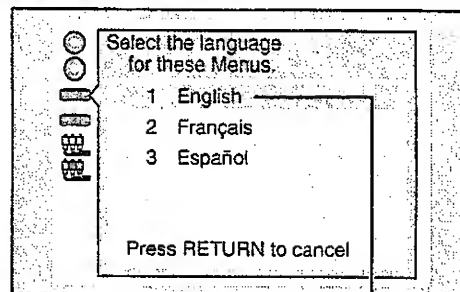 Select the language
for these Menus.
1 English
2 Français
3 Español
Press RETURN to cancel